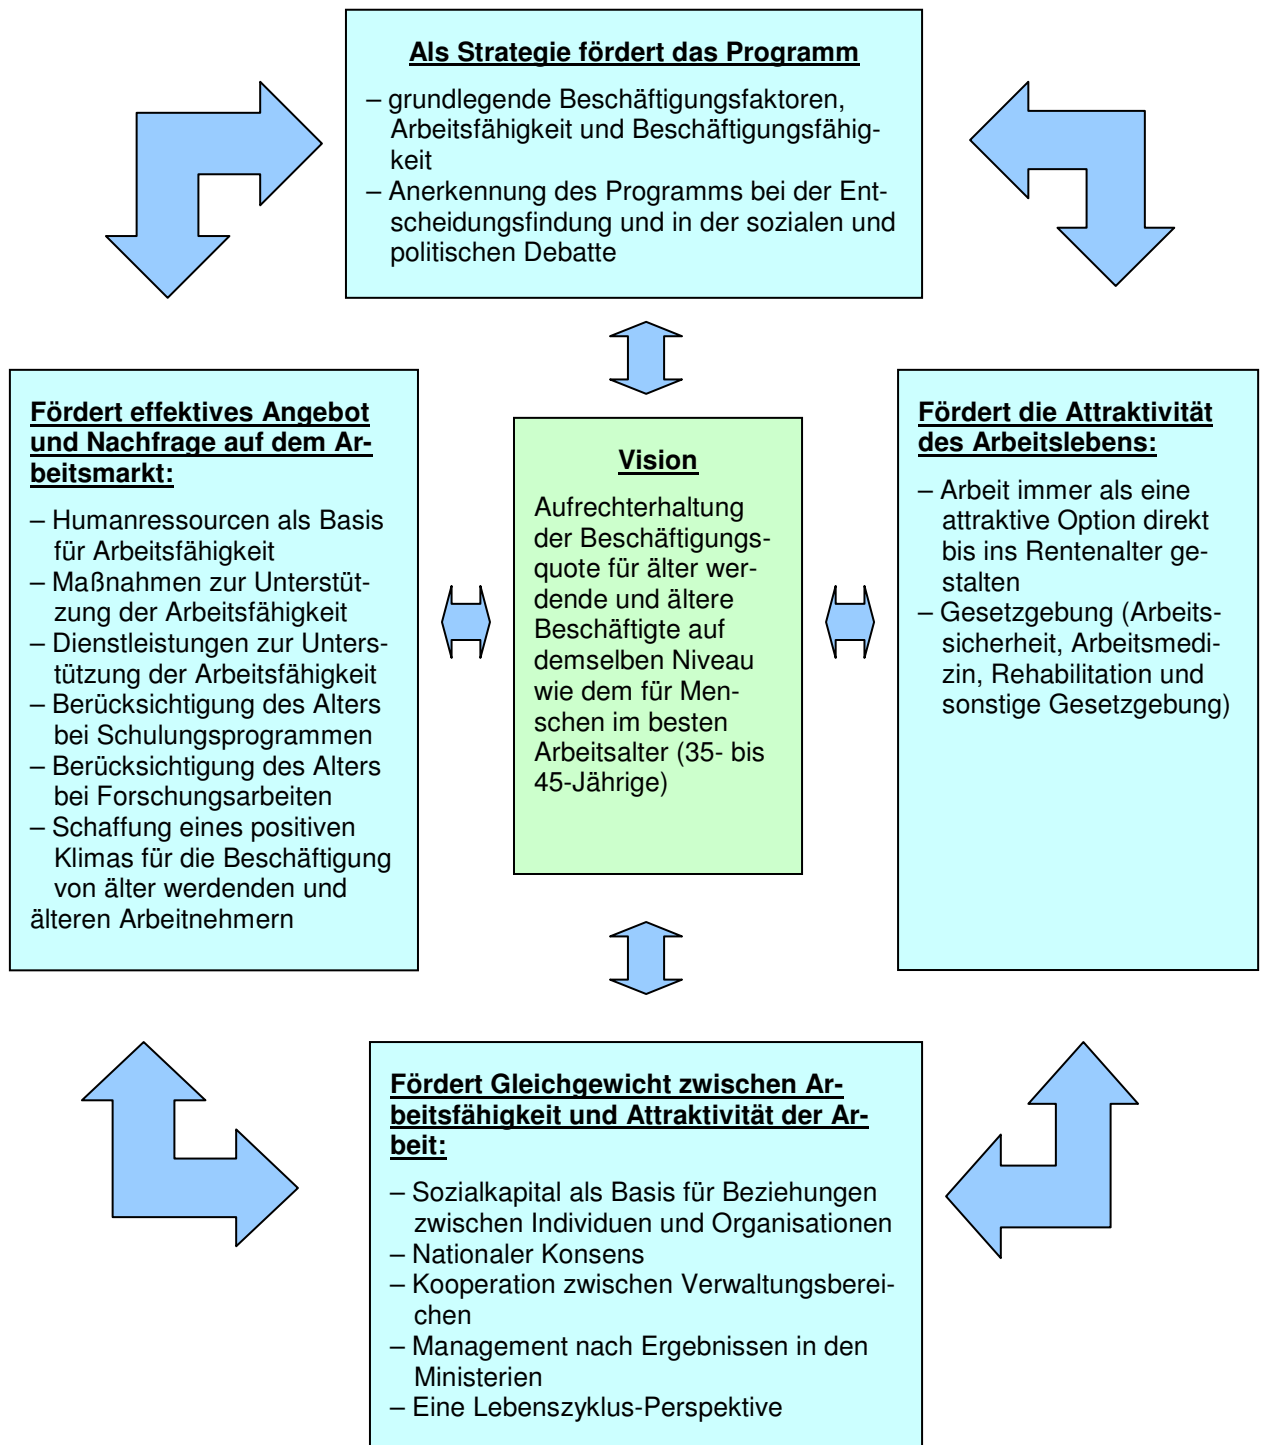 Als Strategie fördert das Programm
– grundlegende Beschäftigungsfaktoren,
Arbeitsfähigkeit und Beschäftigungsfähig-
keit
– Anerkennung des Programms bei der Ent-
scheidungsfindung und in der sozialen und
politischen Debatte
Fördert effektives Angebot
und Nachfrage auf dem Ar-
beitsmarkt:
– Humanressourcen als Basis
für Arbeitsfähigkeit
– Maßnahmen zur Unterstüt-
zung der Arbeitsfähigkeit
– Dienstleistungen zur Unters-
tützung der Arbeitsfähigkeit
– Berücksichtigung des Alters
bei Schulungsprogrammen
– Berücksichtigung des Alters
bei Forschungsarbeiten
– Schaffung eines positiven
Klimas für die Beschäftigung
von älter werdenden und
älteren Arbeitnehmern
Vision
Aufrechterhaltung
der Beschäftigungs-
quote für älter wer-
dende und ältere
Beschäftigte auf
demselben Niveau
wie dem für Men-
schen im besten
Arbeitsalter (35- bis
45-Jährige)
Fördert die Attraktivität
des Arbeitslebens:
– Arbeit immer als eine
attraktive Option direkt
bis ins Rentenalter ge-
stalten
– Gesetzgebung (Arbeits-
sicherheit, Arbeitsmedi-
zin, Rehabilitation und
sonstige Gesetzgebung)
Fördert Gleichgewicht zwischen Ar-
beitsfähigkeit und Attraktivität der Ar-
beit:
– Sozialkapital als Basis für Beziehungen
zwischen Individuen und Organisationen
– Nationaler Konsens
– Kooperation zwischen Verwaltungsberei-
chen
– Management nach Ergebnissen in den
Ministerien
– Eine Lebenszyklus-Perspektive